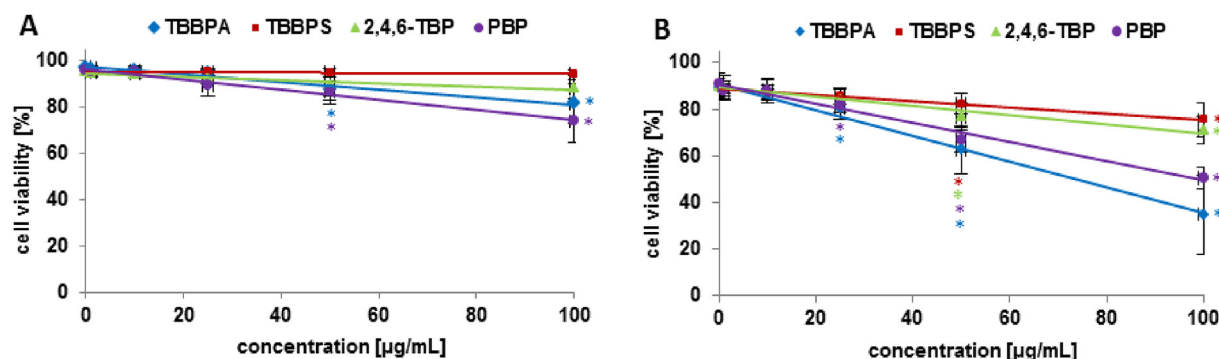 A
TBBPA TBBPS 2,4,6-TBP PBP
cell viability [%]
100
80
60
40
20
0
* *
* *
0 20 40 60 80 100
concentration [µg/mL]
B
TBBPA TBBPS 2,4,6-TBP PBP
cell viability [%]
100
80
60
40
20
0
* *
* * * *
* * * *
0 20 40 60 80 100
concentration [µg/mL]